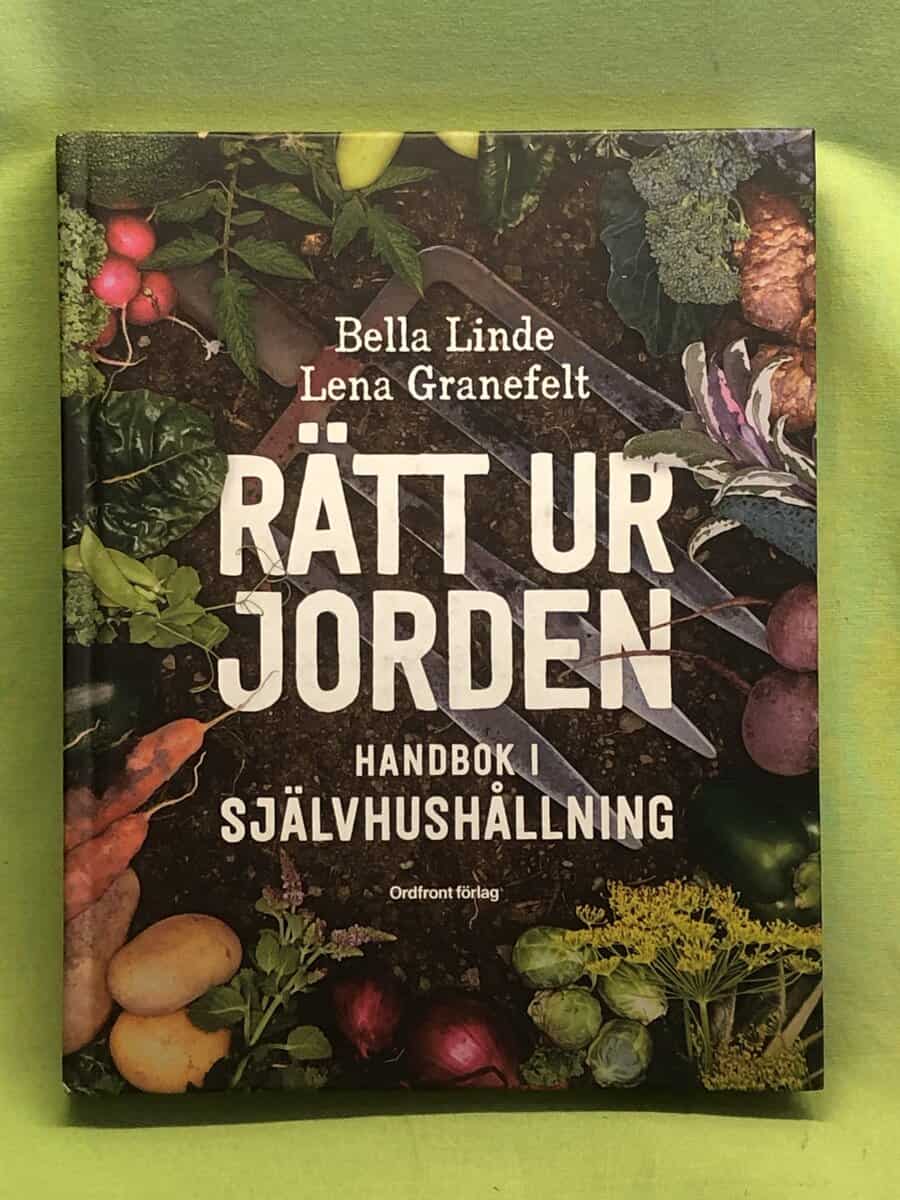 Bella Linde
Lena Granefelt
RÄTT UR
JORDEN
HANDBOK I
SJÄLVHUSHÅLLNING
Ordfront förlag